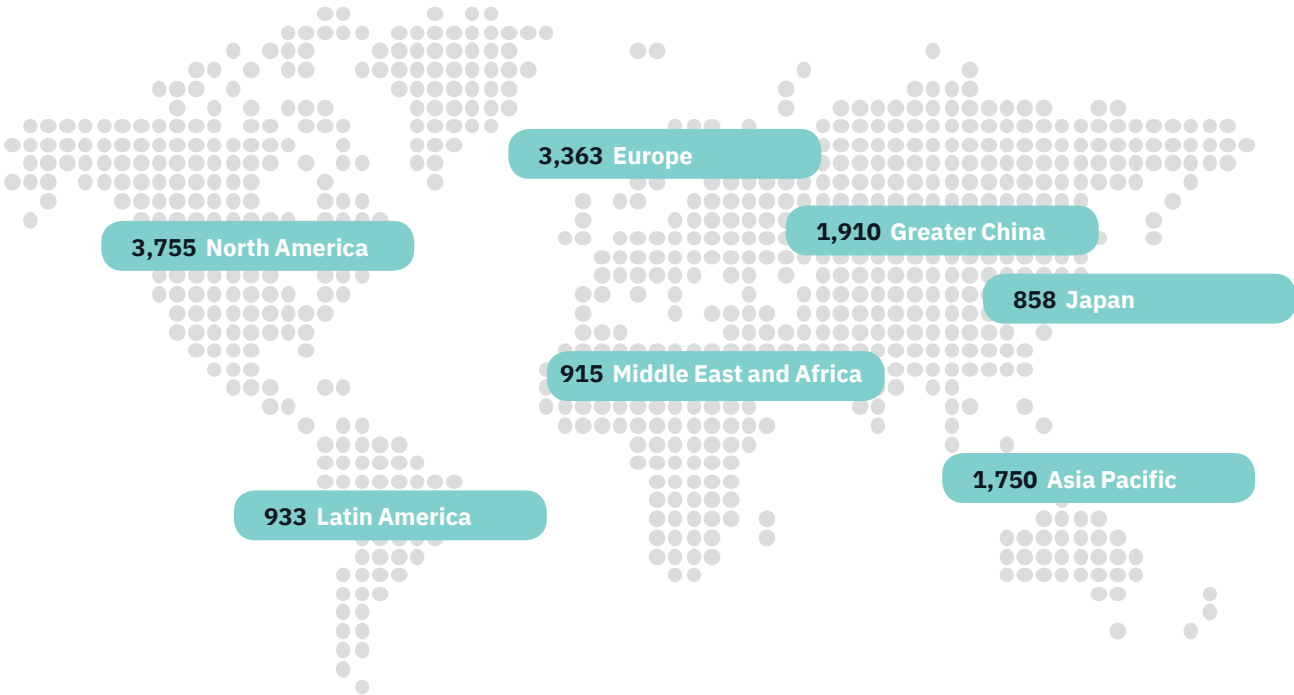 3,363 Europe
1,910 Greater China
3,755 North America
858 Japan
915 Middle East and Africa
1,750 Asia Pacific
933 Latin America